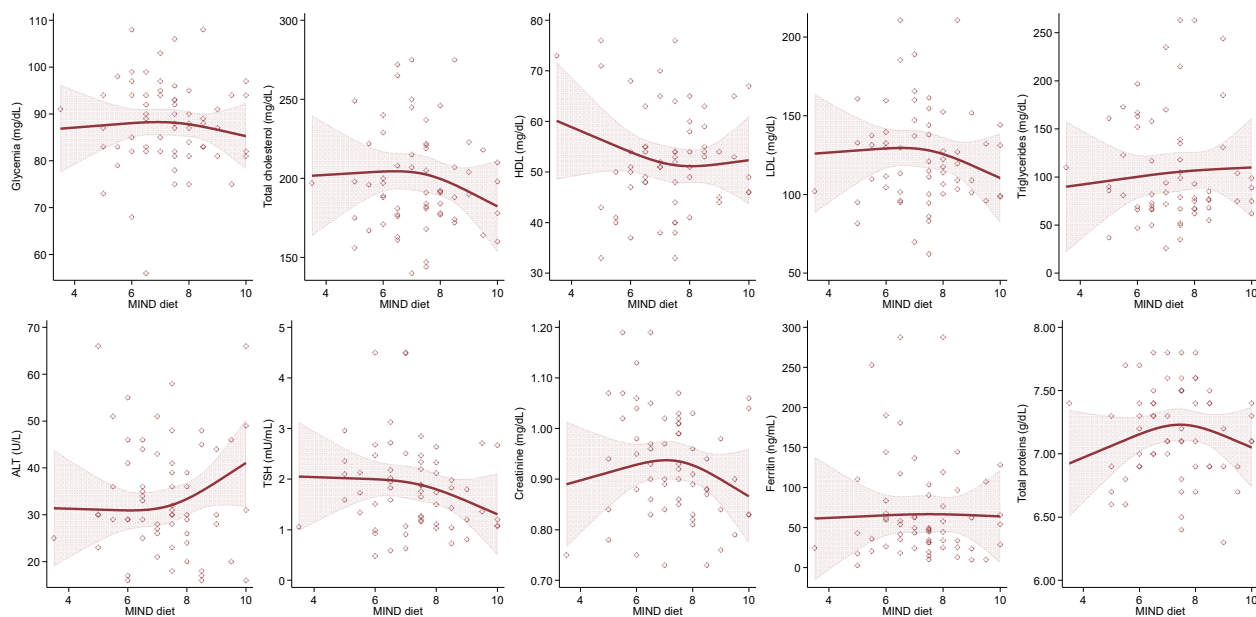 Glycemia (mg/dL)
110
100
90
80
70
60
4 6 8 10
MIND diet
Total cholesterol (mg/dL)
300
250
200
150
4 6 8 10
MIND diet
HDL (mg/dL)
80
70
60
50
40
30
4 6 8 10
MIND diet
LDL (mg/dL)
200
150
100
50
4 6 8 10
MIND diet
Triglycerides (mg/dL)
250
200
150
100
50
0
4 6 8 10
MIND diet
ALT (U/L)
70
60
50
40
30
20
4 6 8 10
MIND diet
TSH (mU/mL)
5
4
3
2
1
0
4 6 8 10
MIND diet
Creatinine (mg/dL)
1.20
1.10
1.00
0.90
0.80
0.70
4 6 8 10
MIND diet
Ferritin (ng/mL)
300
250
200
150
100
50
0
4 6 8 10
MIND diet
Total proteins (g/dL)
8.00
7.50
7.00
6.60
6.00
4 6 8 10
MIND diet